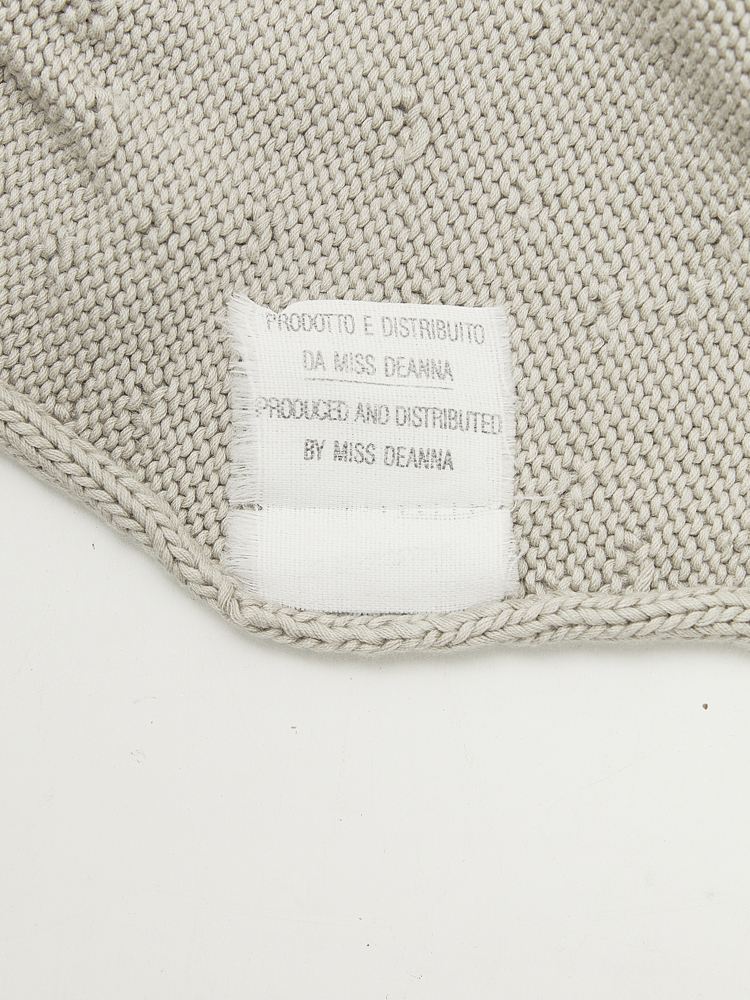 PRODOTTO E DISTRIBUITO
DA MISS DEANNA
PRODUCED AND DISTRIBUTED
BY MISS DEANNA